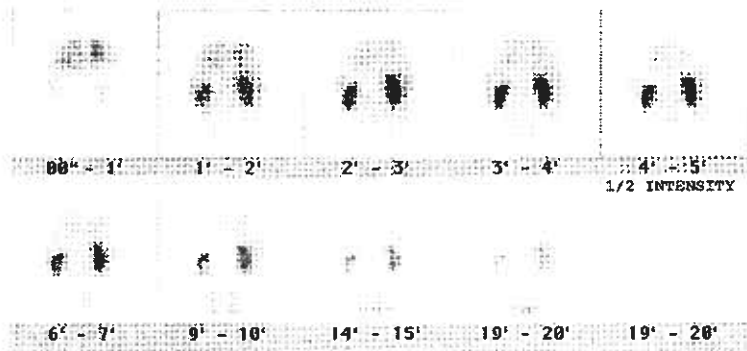 00" - 1' 1' - 2' 2' - 3' 3' - 4' 4' - 5'
1/2 INTENSITY
6' - 7' 9' - 10' 14' - 15' 19' - 20' 19' - 20'